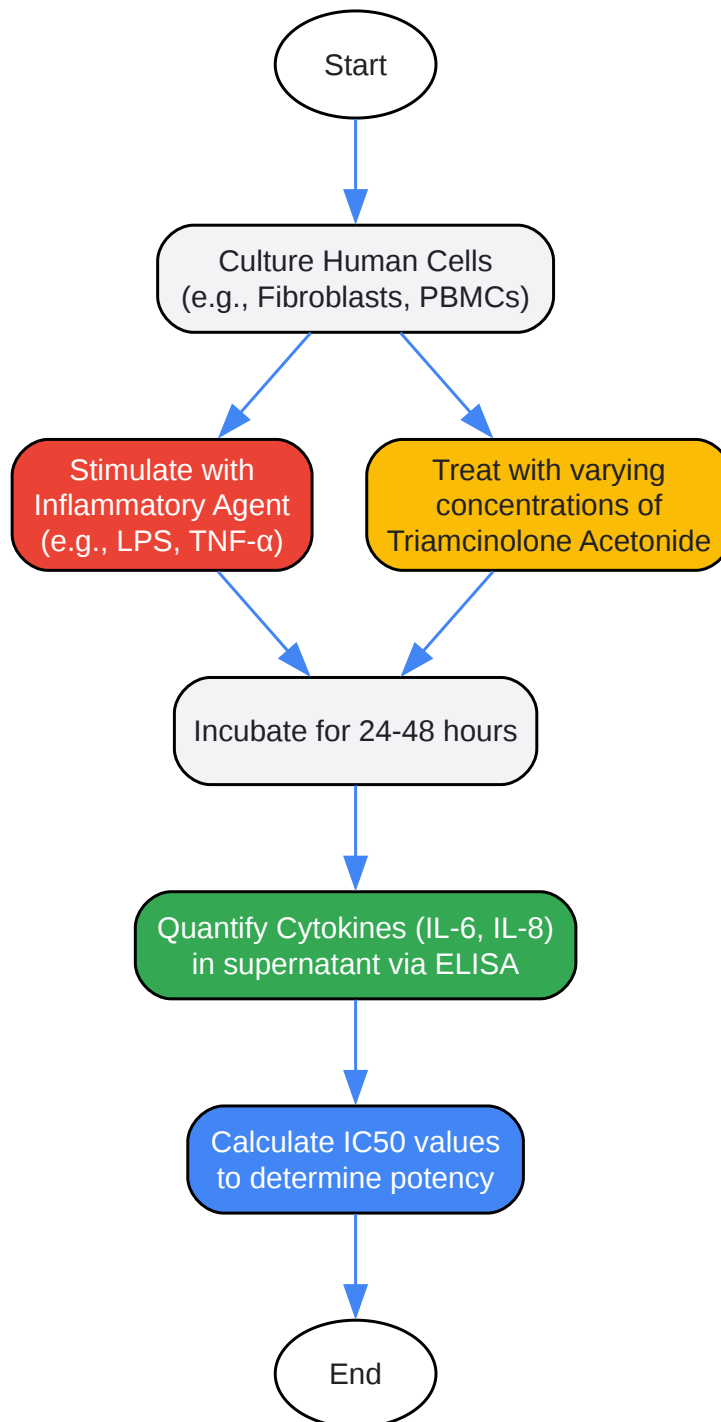 Start
Culture Human Cells
(e.g., Fibroblasts, PBMCs)
Stimulate with
Inflammatory Agent
(e.g., LPS, TNF-α)
Treat with varying
concentrations of
Triamcinolone Acetonide
Incubate for 24-48 hours
Quantify Cytokines (IL-6, IL-8)
in supernatant via ELISA
Calculate IC50 values
to determine potency
End